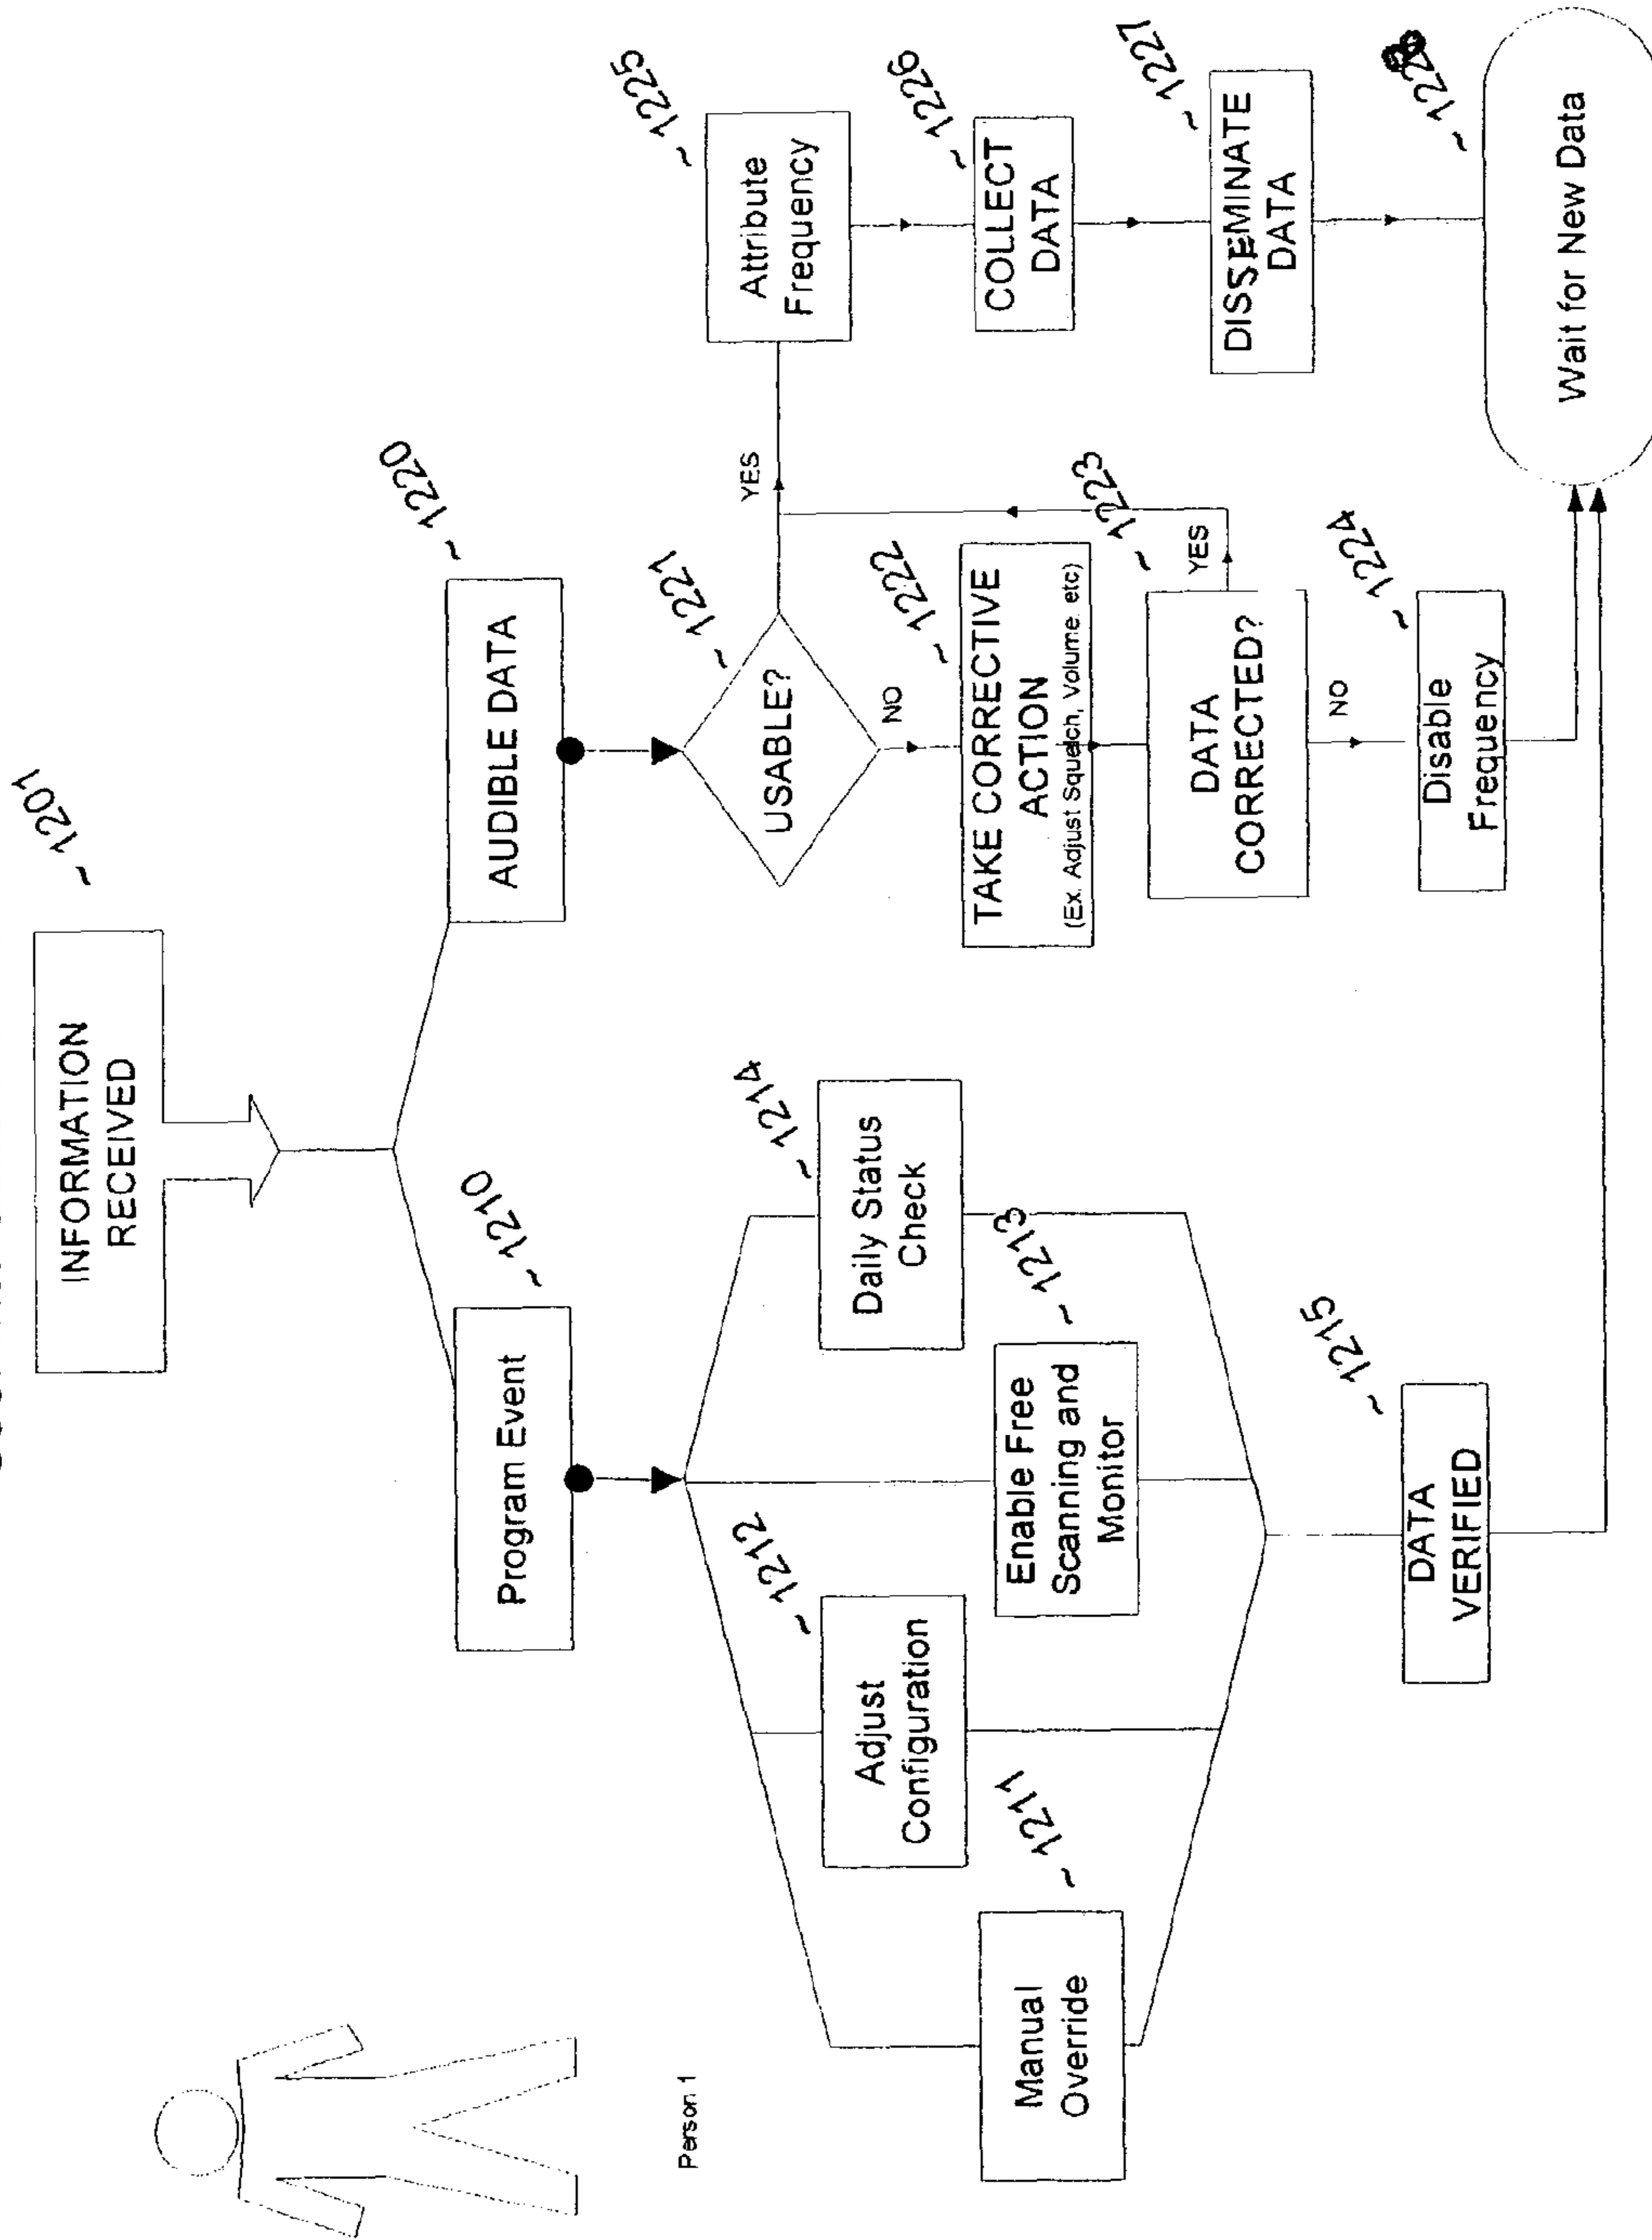 INFORMATION
RECEIVED
~1201
Person 1
Program Event
~1210
AUDIBLE DATA
~1220
Manual
Override
~1211
Adjust
Configuration
~1212
Enable Free
Scanning and
Monitor
~1213
Daily Status
Check
~1214
DATA
VERIFIED
~1215
USABLE?
~1221
YES
NO
TAKE CORRECTIVE
ACTION
(Ex. Adjust Squelch, Volume. etc)
~1222
DATA
CORRECTED?
~1223
YES
NO
Disable
Frequency
~1224
Attribute
Frequency
~1225
COLLECT
DATA
~1226
DISSEMINATE
DATA
~1227
Wait for New Data
~1228